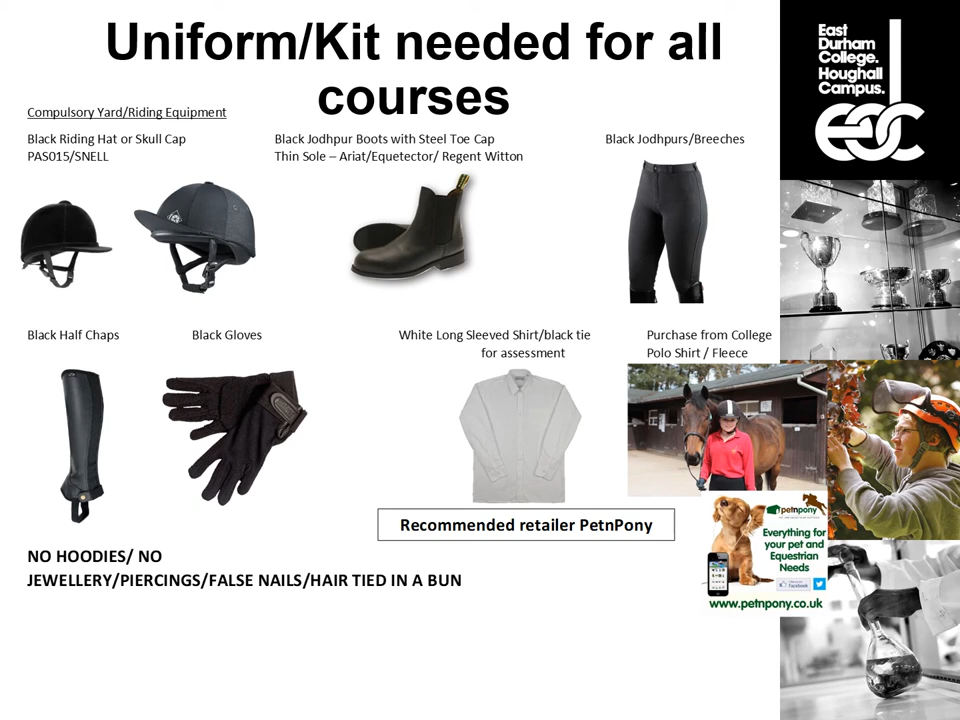 Uniform/Kit needed for all
courses
East
Durham
College.
Houghall
Campus.
edc
Compulsory Yard/Riding Equipment
Black Riding Hat or Skull Cap
PAS015/SNELL
Black Jodhpur Boots with Steel Toe Cap
Thin Sole – Ariat/Equetector/ Regent Witton
Black Jodhpurs/Breeches
Black Half Chaps
Black Gloves
White Long Sleeved Shirt/black tie
for assessment
Purchase from College
Polo Shirt / Fleece
Recommended retailer PetnPony
petnpony
Everything for
your pet and
Equestrian
Needs
Facebook
www.petnpony.co.uk
NO HOODIES/ NO
JEWELLERY/PIERCINGS/FALSE NAILS/HAIR TIED IN A BUN